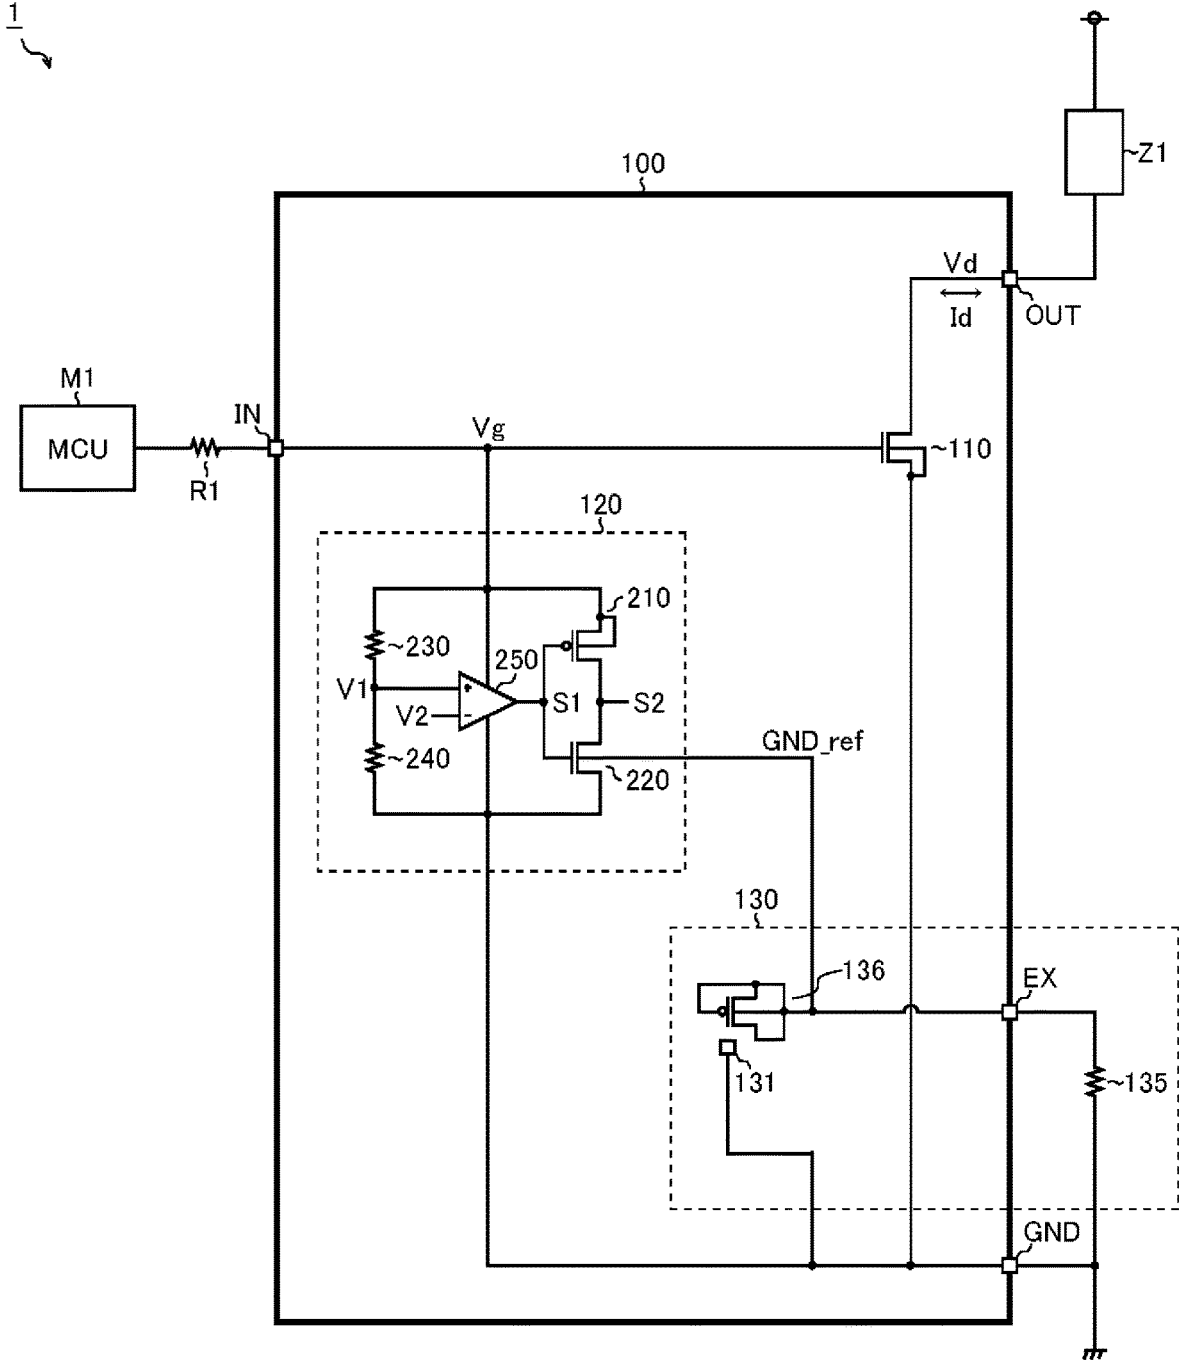 1
Z1
100
Vd
Id
OUT
M1
MCU
R1
IN
Vg
~110
120
210
~230
250
V1
+
S1
S2
V2
-
~240
220
GND_ref
130
136
EX
131
~135
GND